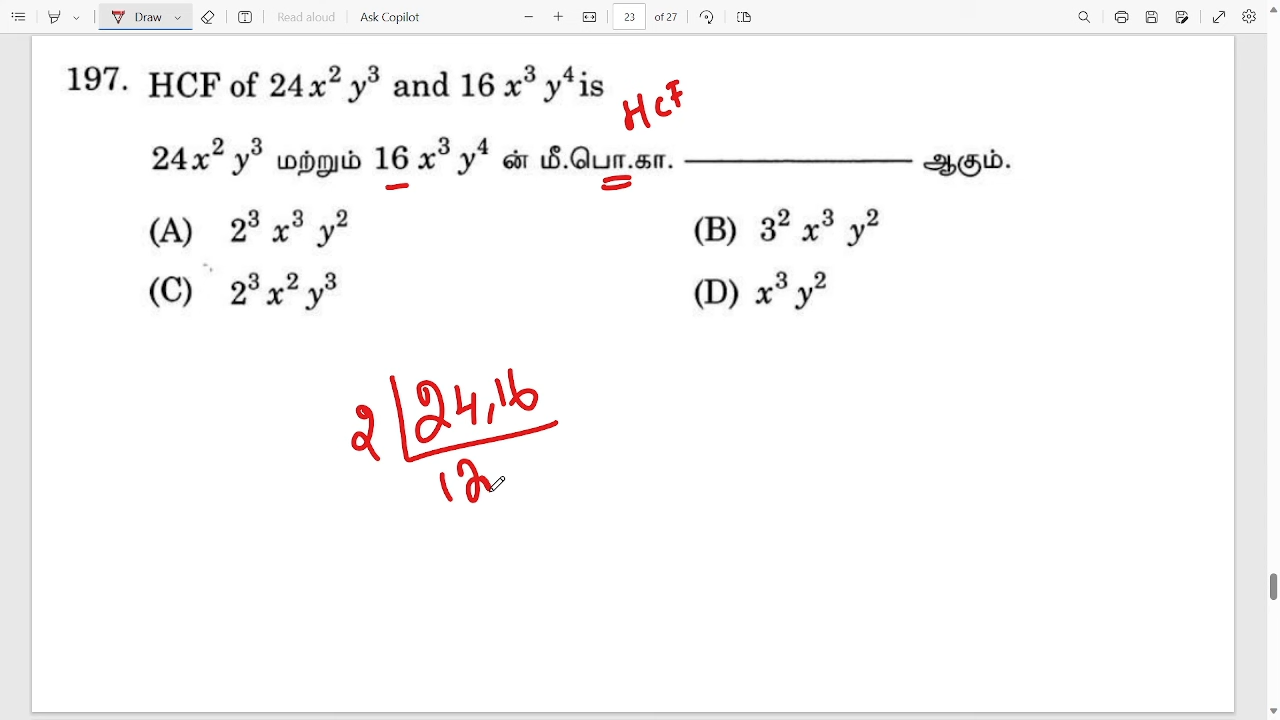 Draw Read aloud Ask Copilot 23 of 27
197. HCF of 24x² y³ and 16 x³ y⁴ is
HCF
24x² y³ மற்றும் 16 x³ y⁴ ன் மீ.பொ.கா. ____________ ஆகும்.
(A) 2³ x³ y² (B) 3² x³ y²
(C) 2³ x² y³ (D) x³ y²
2 | 24, 16
12